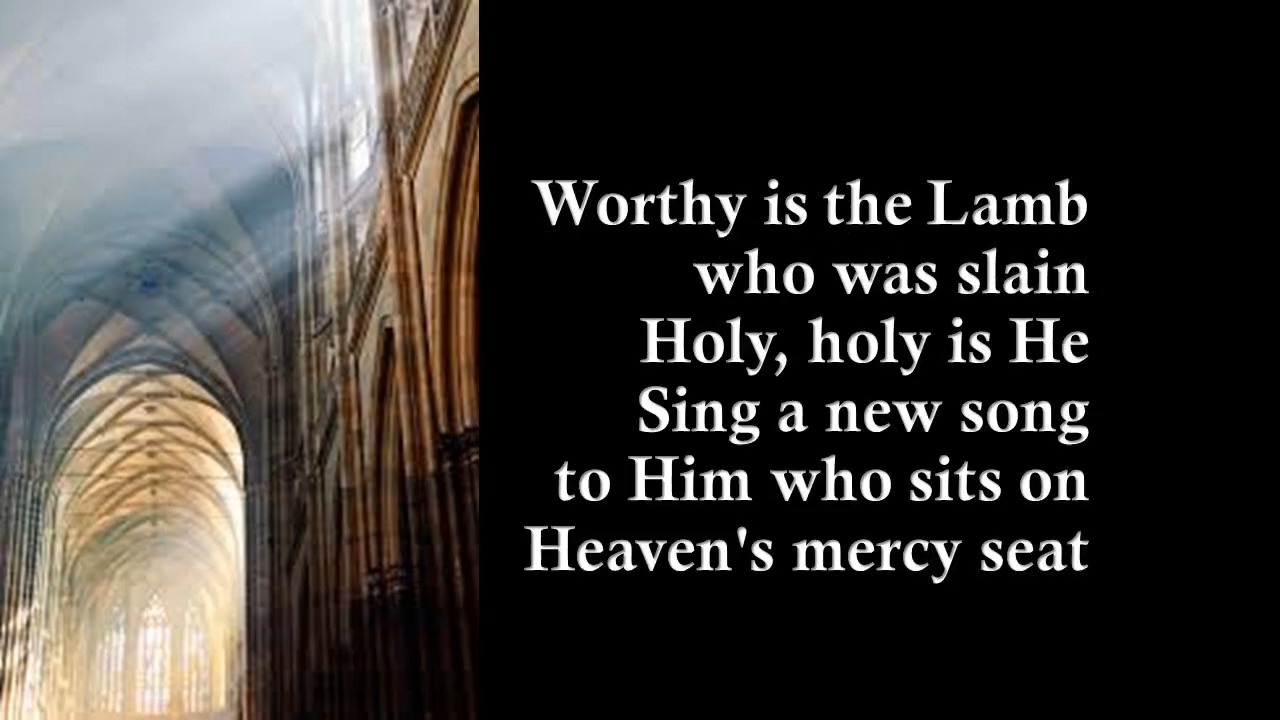 Worthy is the Lamb
who was slain
Holy, holy is He
Sing a new song
to Him who sits on
Heaven's mercy seat